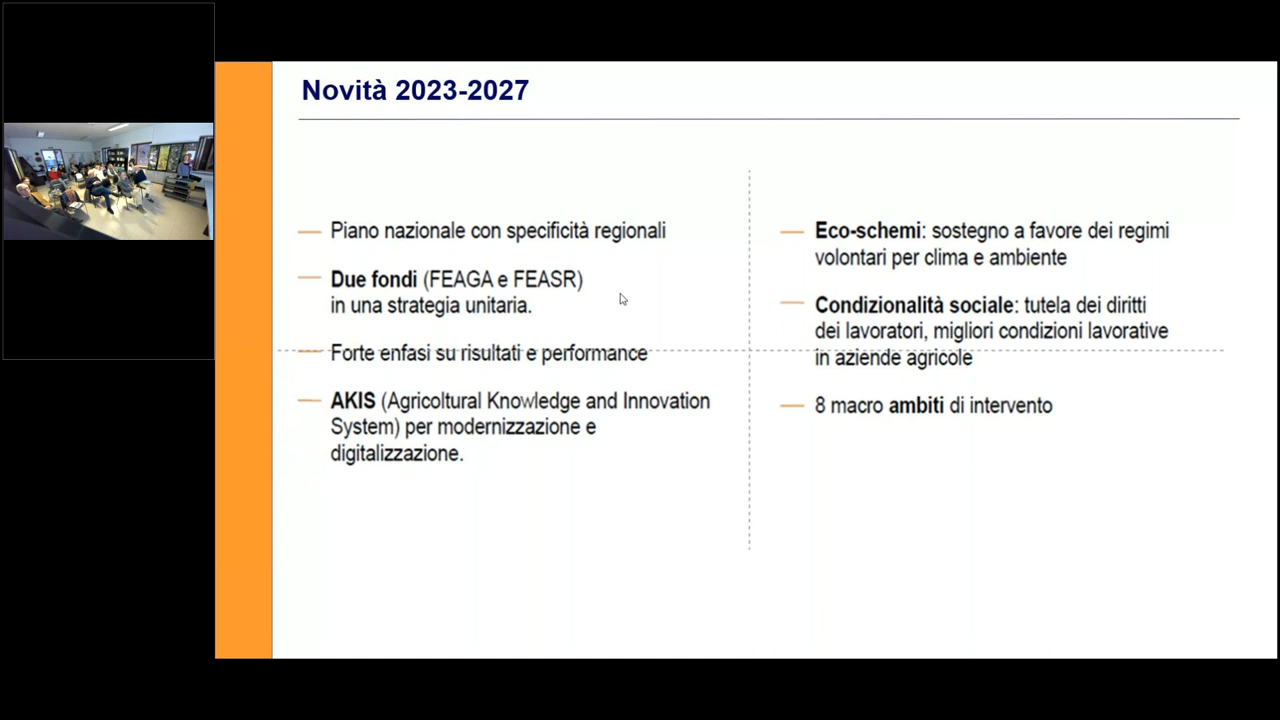 Novità 2023-2027
Piano nazionale con specificità regionali
Due fondi (FEAGA e FEASR)
in una strategia unitaria.
Forte enfasi su risultati e performance
AKIS (Agricoltural Knowledge and Innovation
System) per modernizzazione e
digitalizzazione.
Eco-schemi: sostegno a favore dei regimi
volontari per clima e ambiente
Condizionalità sociale: tutela dei diritti
dei lavoratori, migliori condizioni lavorative
in aziende agricole
8 macro ambiti di intervento